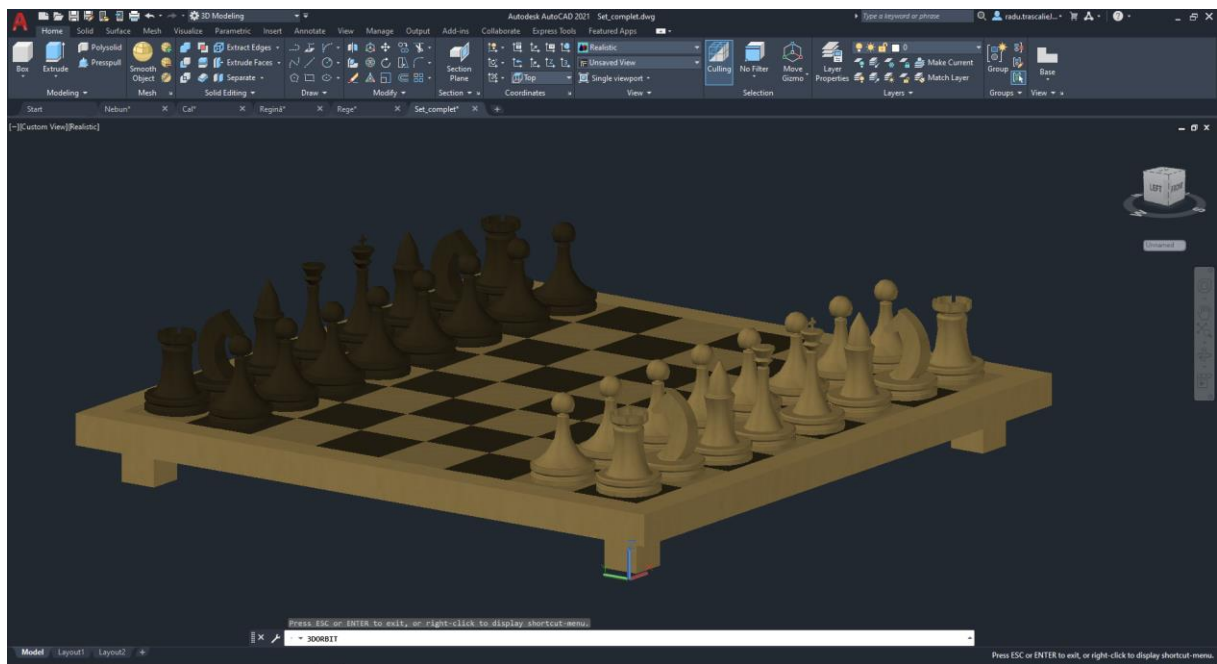 3D Modeling
Autodesk AutoCAD 2021 Set_complet.dwg
Type a keyword or phrase
radu.trascaliel...
Home Solid Surface Mesh Visualize Parametric Insert Annotate View Manage Output Add-ins Collaborate Express Tools Featured Apps
Box
Extrude
Polysolid
Presspull
Smooth
Object
Extract Edges
Extrude Faces
Separate
Section
Plane
Realistic
Unsaved View
Top
Single viewport
Culling
No Filter
Move
Gizmo
Layer
Properties
0
Make Current
Match Layer
Group
Base
Modeling
Mesh
Solid Editing
Draw
Modify
Section
Coordinates
View
Selection
Layers
Groups
View
Start
Nebun*
Cal*
Regină*
Rege*
Set_complet*
[−][Custom View][Realistic]
LEFT
FRONT
W
S
Unnamed
Z
Press ESC or ENTER to exit, or right-click to display shortcut-menu.
3DORBIT
Model Layout1 Layout2 +
Press ESC or ENTER to exit, or right-click to display shortcut-menu.